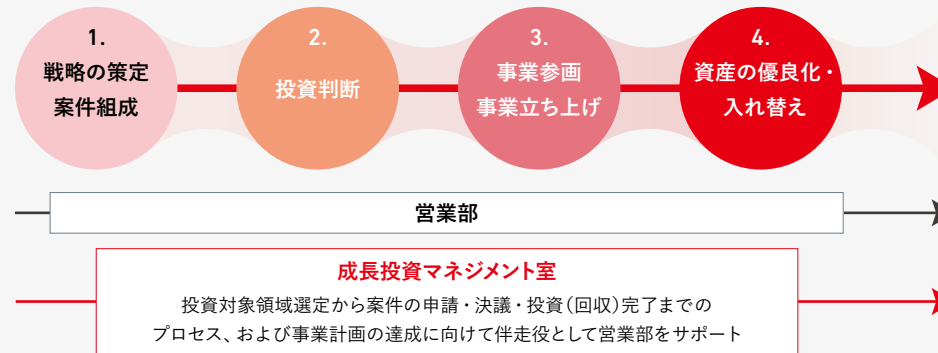 1.
戦略の策定
案件組成
2.
投資判断
3.
事業参画
事業立ち上げ
4.
資産の優良化・
入れ替え
営業部
成長投資マネジメント室
投資対象領域選定から案件の申請・決議・投資(回収)完了までの
プロセス、および事業計画の達成に向けて伴走役として営業部をサポート